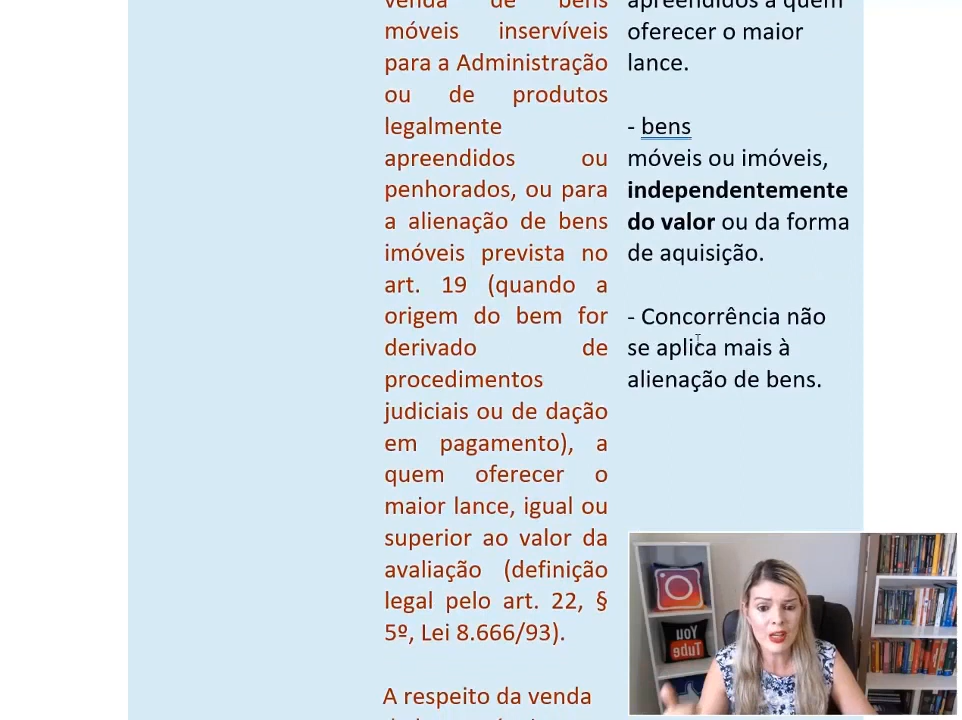 venda de bens
móveis inservíveis
para a Administração
ou de produtos
legalmente
apreendidos ou
penhorados, ou para
a alienação de bens
imóveis prevista no
art. 19 (quando a
origem do bem for
derivado de
procedimentos
judiciais ou de dação
em pagamento), a
quem oferecer o
maior lance, igual ou
superior ao valor da
avaliação (definição
legal pelo art. 22, §
5º, Lei 8.666/93).
A respeito da venda
apreendidos a quem
oferecer o maior
lance.
- bens
móveis ou imóveis,
independentemente
do valor ou da forma
de aquisição.
- Concorrência não
se aplica mais à
alienação de bens.
You
Tube